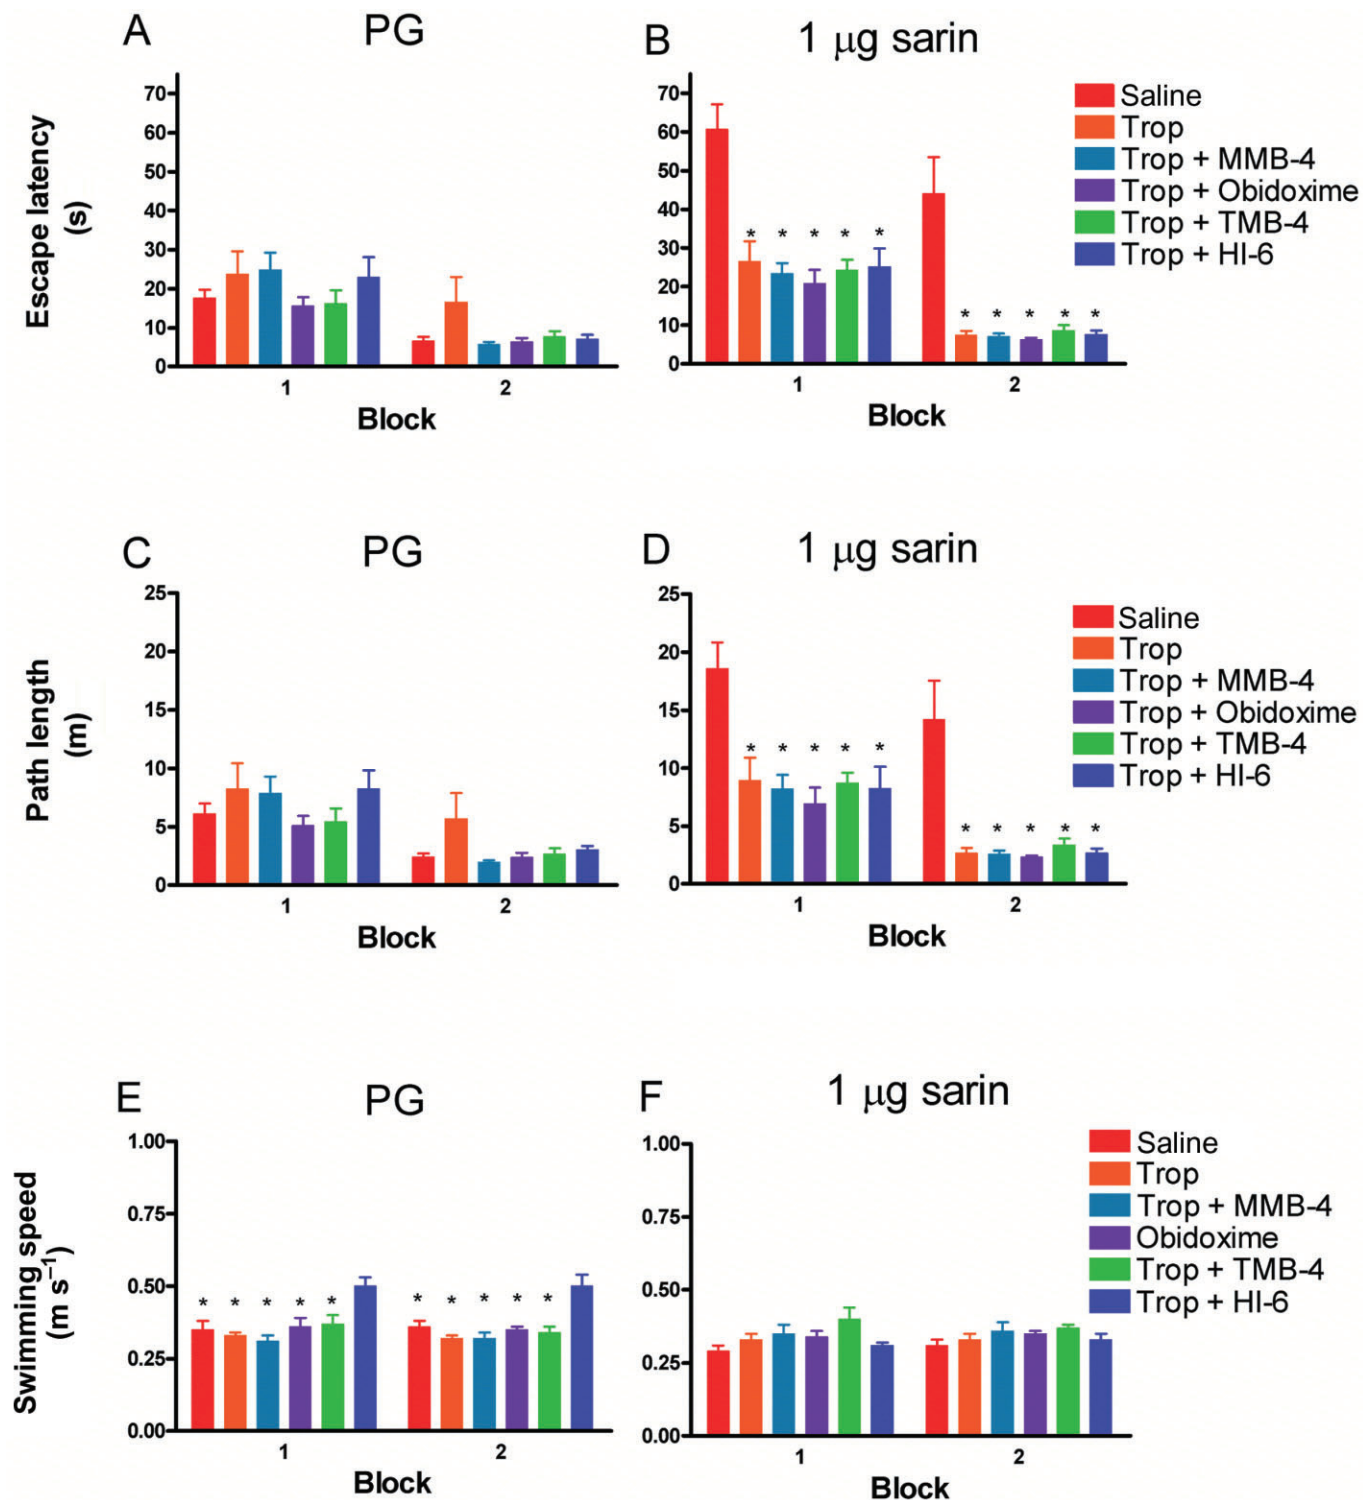 A
PG
B
1 μg sarin
Escape latency
(s)
70
60
50
40
30
20
10
0
1
2
Block
70
60
50
40
30
20
10
0
* * * * *
* * * * *
1
2
Block
Saline
Trop
Trop + MMB-4
Trop + Obidoxime
Trop + TMB-4
Trop + HI-6
C
PG
D
1 μg sarin
Path length
(m)
25
20
15
10
5
0
1
2
Block
25
20
15
10
5
0
* * * * *
* * * * *
1
2
Block
Saline
Trop
Trop + MMB-4
Trop + Obidoxime
Trop + TMB-4
Trop + HI-6
E
PG
F
1 μg sarin
Swimming speed
(m s⁻¹)
1.00
0.75
0.50
0.25
0.00
* * * * *
* * * * *
1
2
Block
1.00
0.75
0.50
0.25
0.00
1
2
Block
Saline
Trop
Trop + MMB-4
Obidoxime
Trop + TMB-4
Trop + HI-6